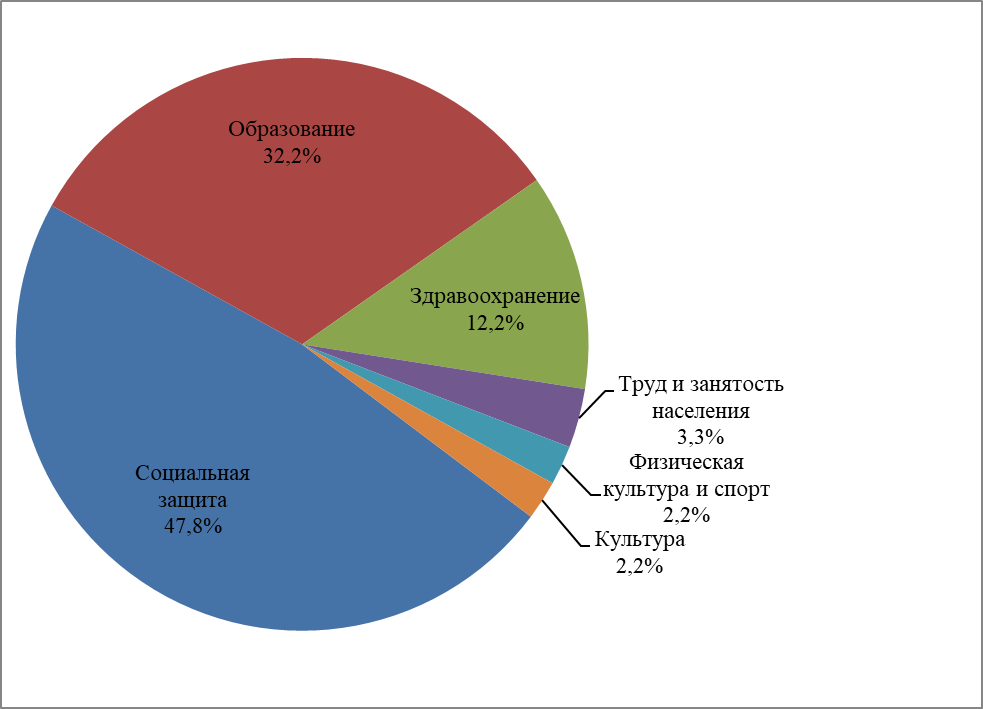 Образование
32,2%
Здравоохранение
12,2%
Труд и занятость
населения
3,3%
Физическая
культура и спорт
2,2%
Культура
2,2%
Социальная
защита
47,8%